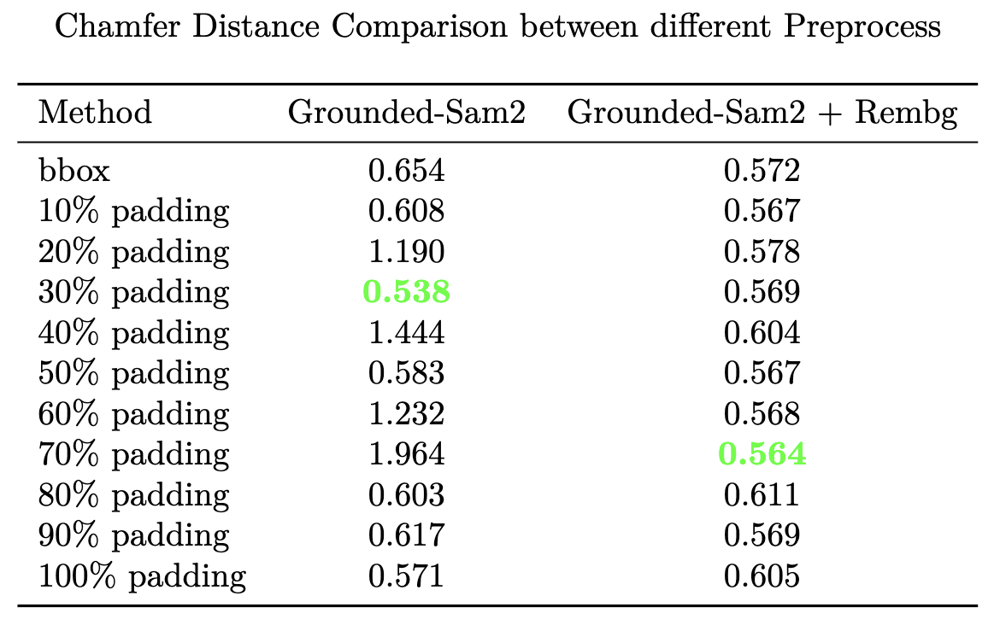 Chamfer Distance Comparison between different Preprocess
Method Grounded-Sam2 Grounded-Sam2 + Rembg
bbox 0.654 0.572
10% padding 0.608 0.567
20% padding 1.190 0.578
30% padding 0.538 0.569
40% padding 1.444 0.604
50% padding 0.583 0.567
60% padding 1.232 0.568
70% padding 1.964 0.564
80% padding 0.603 0.611
90% padding 0.617 0.569
100% padding 0.571 0.605